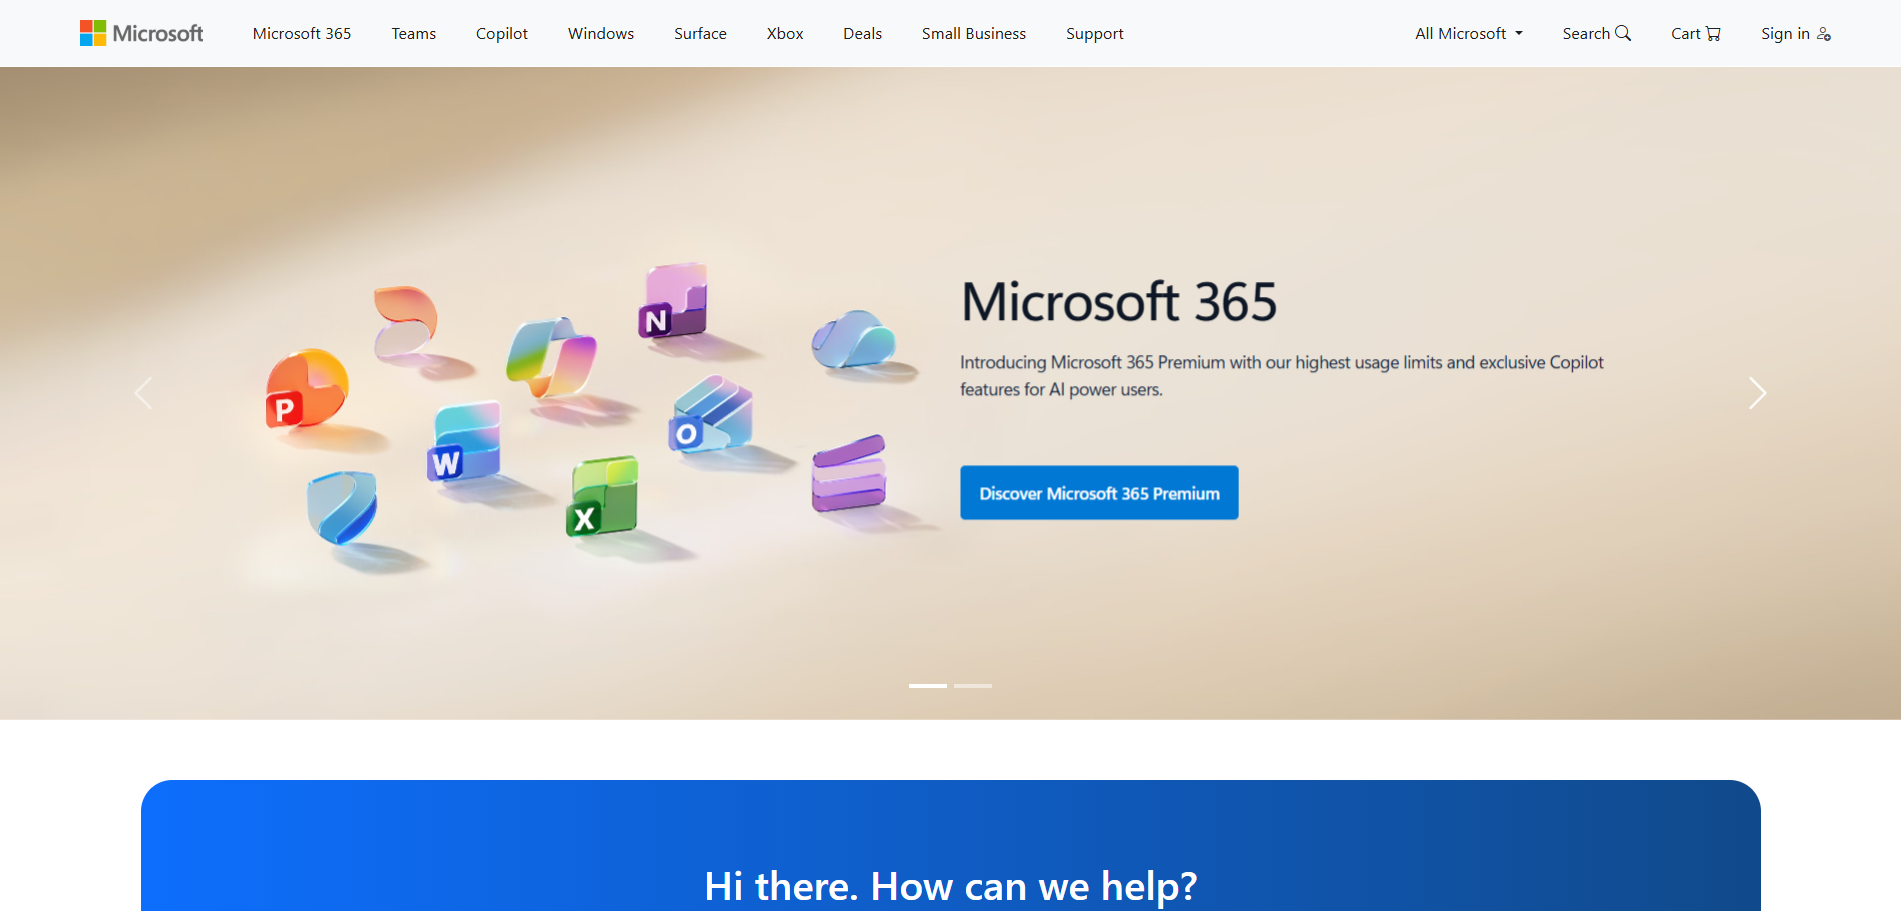 Microsoft
Microsoft 365
Teams
Copilot
Windows
Surface
Xbox
Deals
Small Business
Support
All Microsoft
Search
Cart
Sign in
N
P
W
O
X
Microsoft 365
Introducing Microsoft 365 Premium with our highest usage limits and exclusive Copilot
features for AI power users.
Discover Microsoft 365 Premium
Hi there. How can we help?